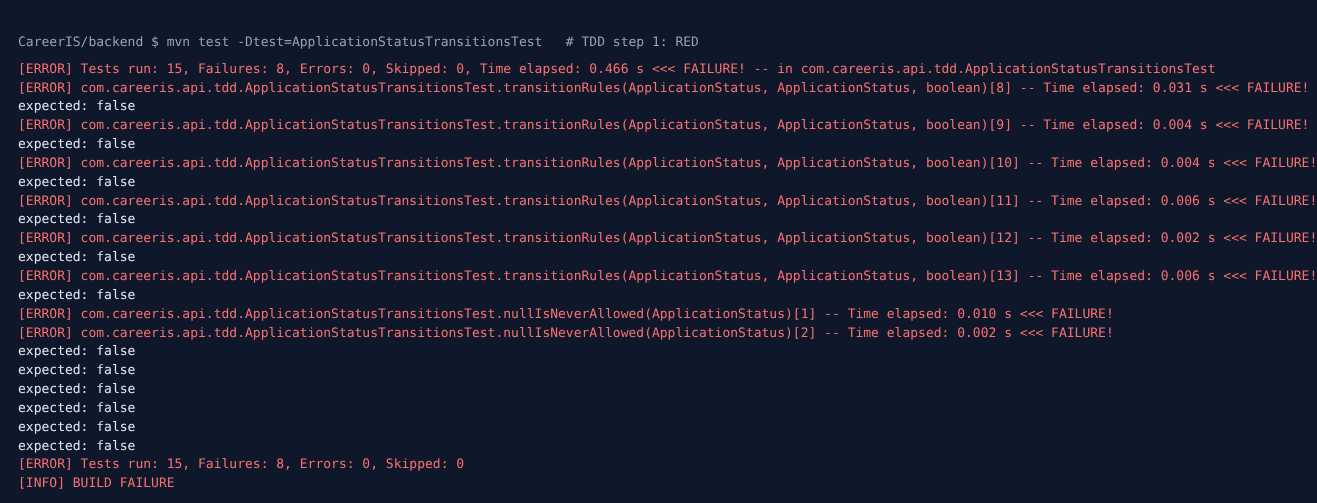 CareerIS/backend $ mvn test -Dtest=ApplicationStatusTransitionsTest   # TDD step 1: RED
[ERROR] Tests run: 15, Failures: 8, Errors: 0, Skipped: 0, Time elapsed: 0.466 s <<< FAILURE! -- in com.careeris.api.tdd.ApplicationStatusTransitionsTest
[ERROR] com.careeris.api.tdd.ApplicationStatusTransitionsTest.transitionRules(ApplicationStatus, ApplicationStatus, boolean)[8] -- Time elapsed: 0.031 s <<< FAILURE!
expected: false
[ERROR] com.careeris.api.tdd.ApplicationStatusTransitionsTest.transitionRules(ApplicationStatus, ApplicationStatus, boolean)[9] -- Time elapsed: 0.004 s <<< FAILURE!
expected: false
[ERROR] com.careeris.api.tdd.ApplicationStatusTransitionsTest.transitionRules(ApplicationStatus, ApplicationStatus, boolean)[10] -- Time elapsed: 0.004 s <<< FAILURE!
expected: false
[ERROR] com.careeris.api.tdd.ApplicationStatusTransitionsTest.transitionRules(ApplicationStatus, ApplicationStatus, boolean)[11] -- Time elapsed: 0.006 s <<< FAILURE!
expected: false
[ERROR] com.careeris.api.tdd.ApplicationStatusTransitionsTest.transitionRules(ApplicationStatus, ApplicationStatus, boolean)[12] -- Time elapsed: 0.002 s <<< FAILURE!
expected: false
[ERROR] com.careeris.api.tdd.ApplicationStatusTransitionsTest.transitionRules(ApplicationStatus, ApplicationStatus, boolean)[13] -- Time elapsed: 0.006 s <<< FAILURE!
expected: false
[ERROR] com.careeris.api.tdd.ApplicationStatusTransitionsTest.nullIsNeverAllowed(ApplicationStatus)[1] -- Time elapsed: 0.010 s <<< FAILURE!
[ERROR] com.careeris.api.tdd.ApplicationStatusTransitionsTest.nullIsNeverAllowed(ApplicationStatus)[2] -- Time elapsed: 0.002 s <<< FAILURE!
expected: false
expected: false
expected: false
expected: false
expected: false
expected: false
[ERROR] Tests run: 15, Failures: 8, Errors: 0, Skipped: 0
[INFO] BUILD FAILURE